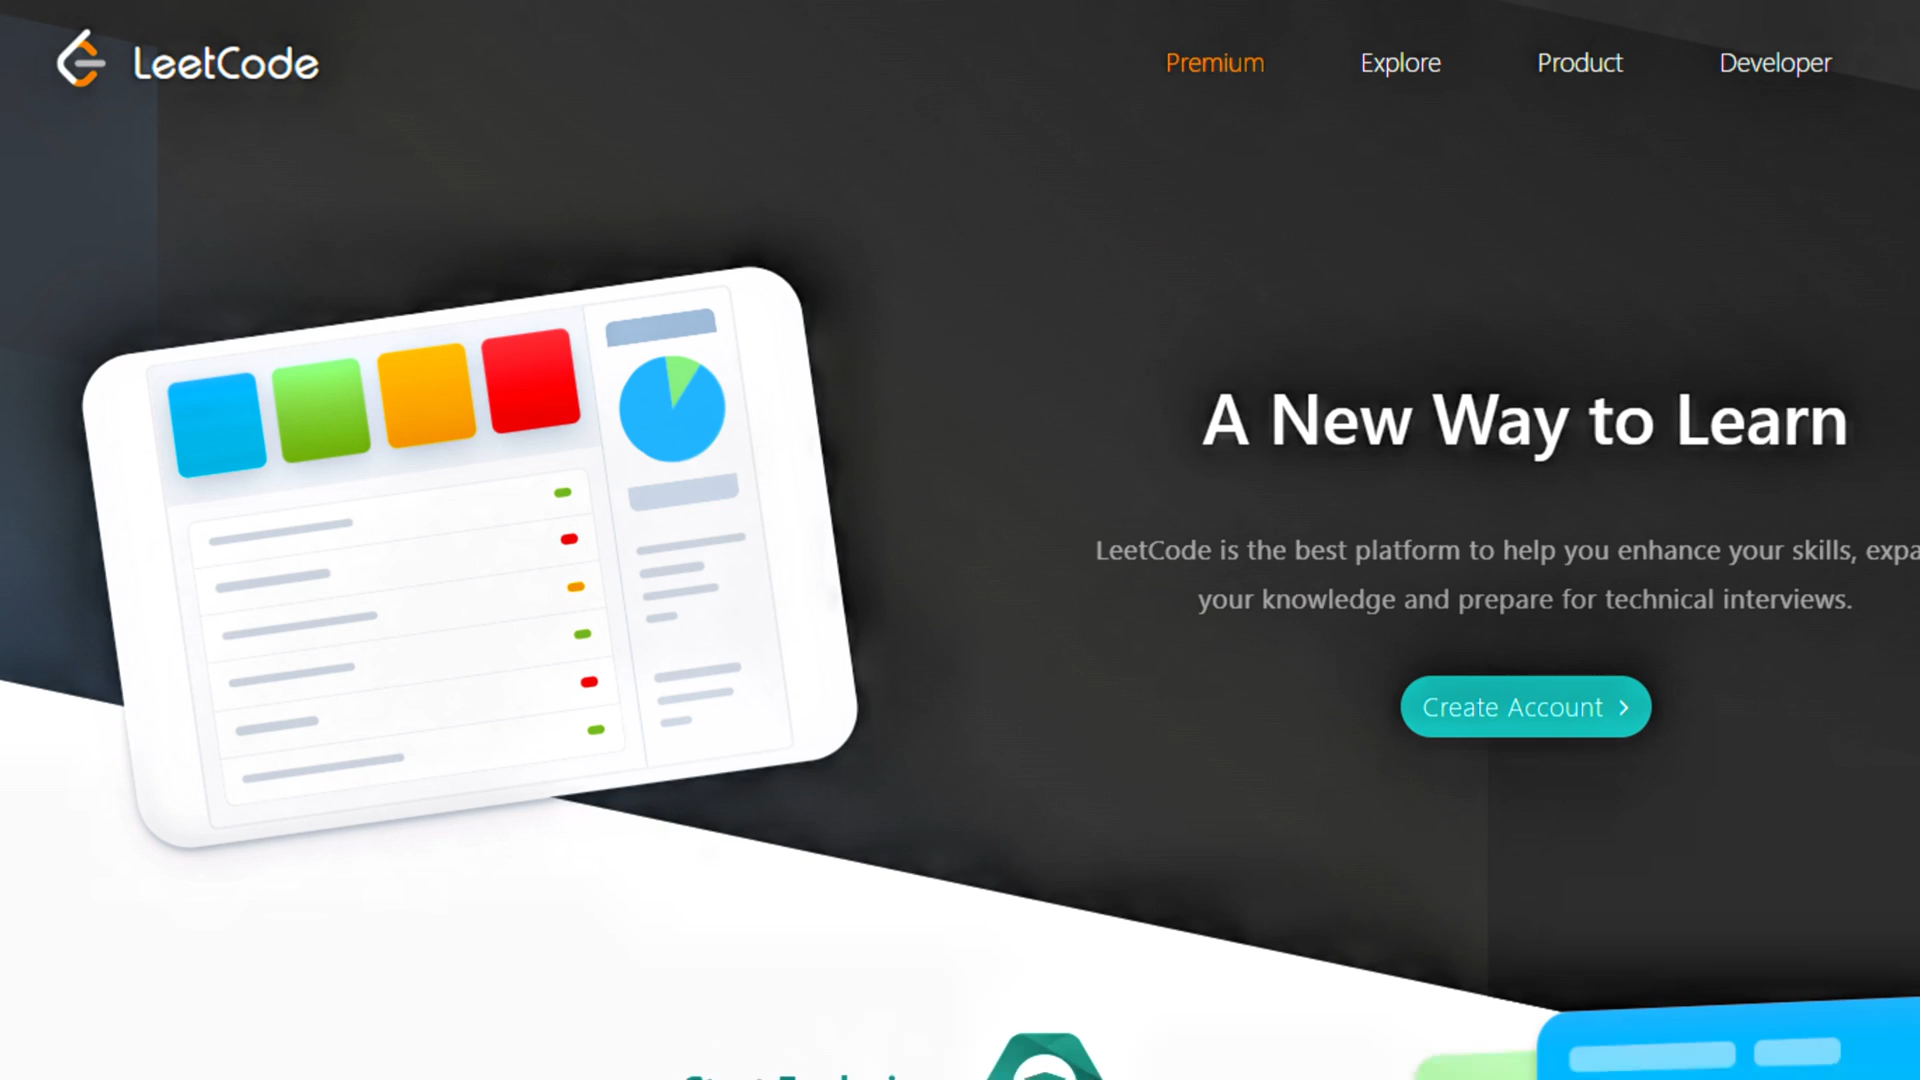 LeetCode
Premium
Explore
Product
Developer
A New Way to Learn
LeetCode is the best platform to help you enhance your skills,
your knowledge and prepare for technical interviews.
Create Account